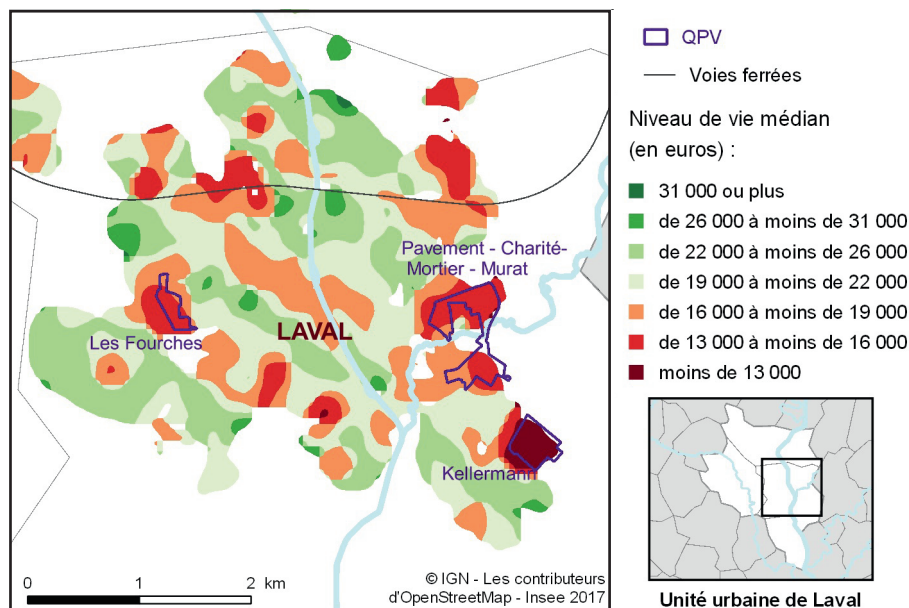 Pavement - Charité-
Mortier - Murat
LAVAL
Les Fourches
Kellermann
0 1 2 km
© IGN - Les contributeurs
d'OpenStreetMap - Insee 2017
QPV
Voies ferrées
Niveau de vie médian
(en euros) :
31 000 ou plus
de 26 000 à moins de 31 000
de 22 000 à moins de 26 000
de 19 000 à moins de 22 000
de 16 000 à moins de 19 000
de 13 000 à moins de 16 000
moins de 13 000
Unité urbaine de Laval